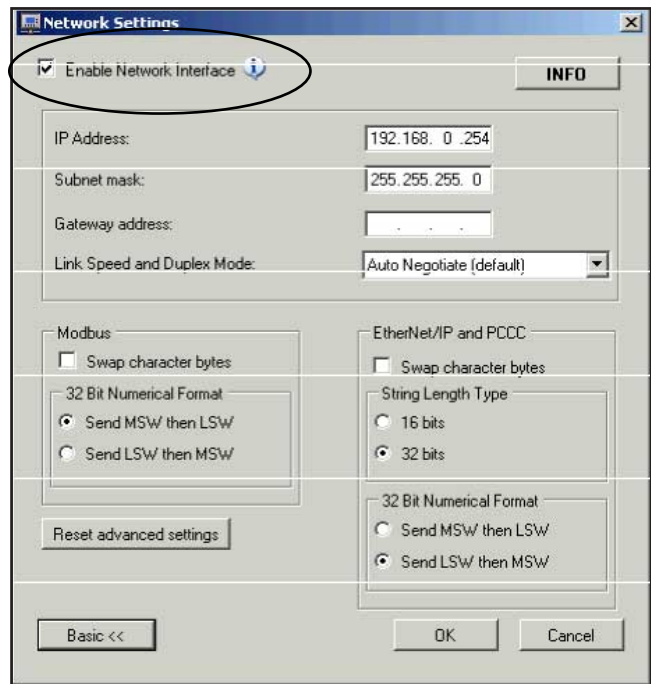 Network Settings
Enable Network Interface
INFO
IP Address: 192.168. 0 .254
Subnet mask: 255.255.255. 0
Gateway address: . . .
Link Speed and Duplex Mode: Auto Negotiate (default)
Modbus
Swap character bytes
32 Bit Numerical Format
Send MSW then LSW
Send LSW then MSW
Reset advanced settings
EtherNet/IP and PCCC
Swap character bytes
String Length Type
16 bits
32 bits
32 Bit Numerical Format
Send MSW then LSW
Send LSW then MSW
Basic << OK Cancel